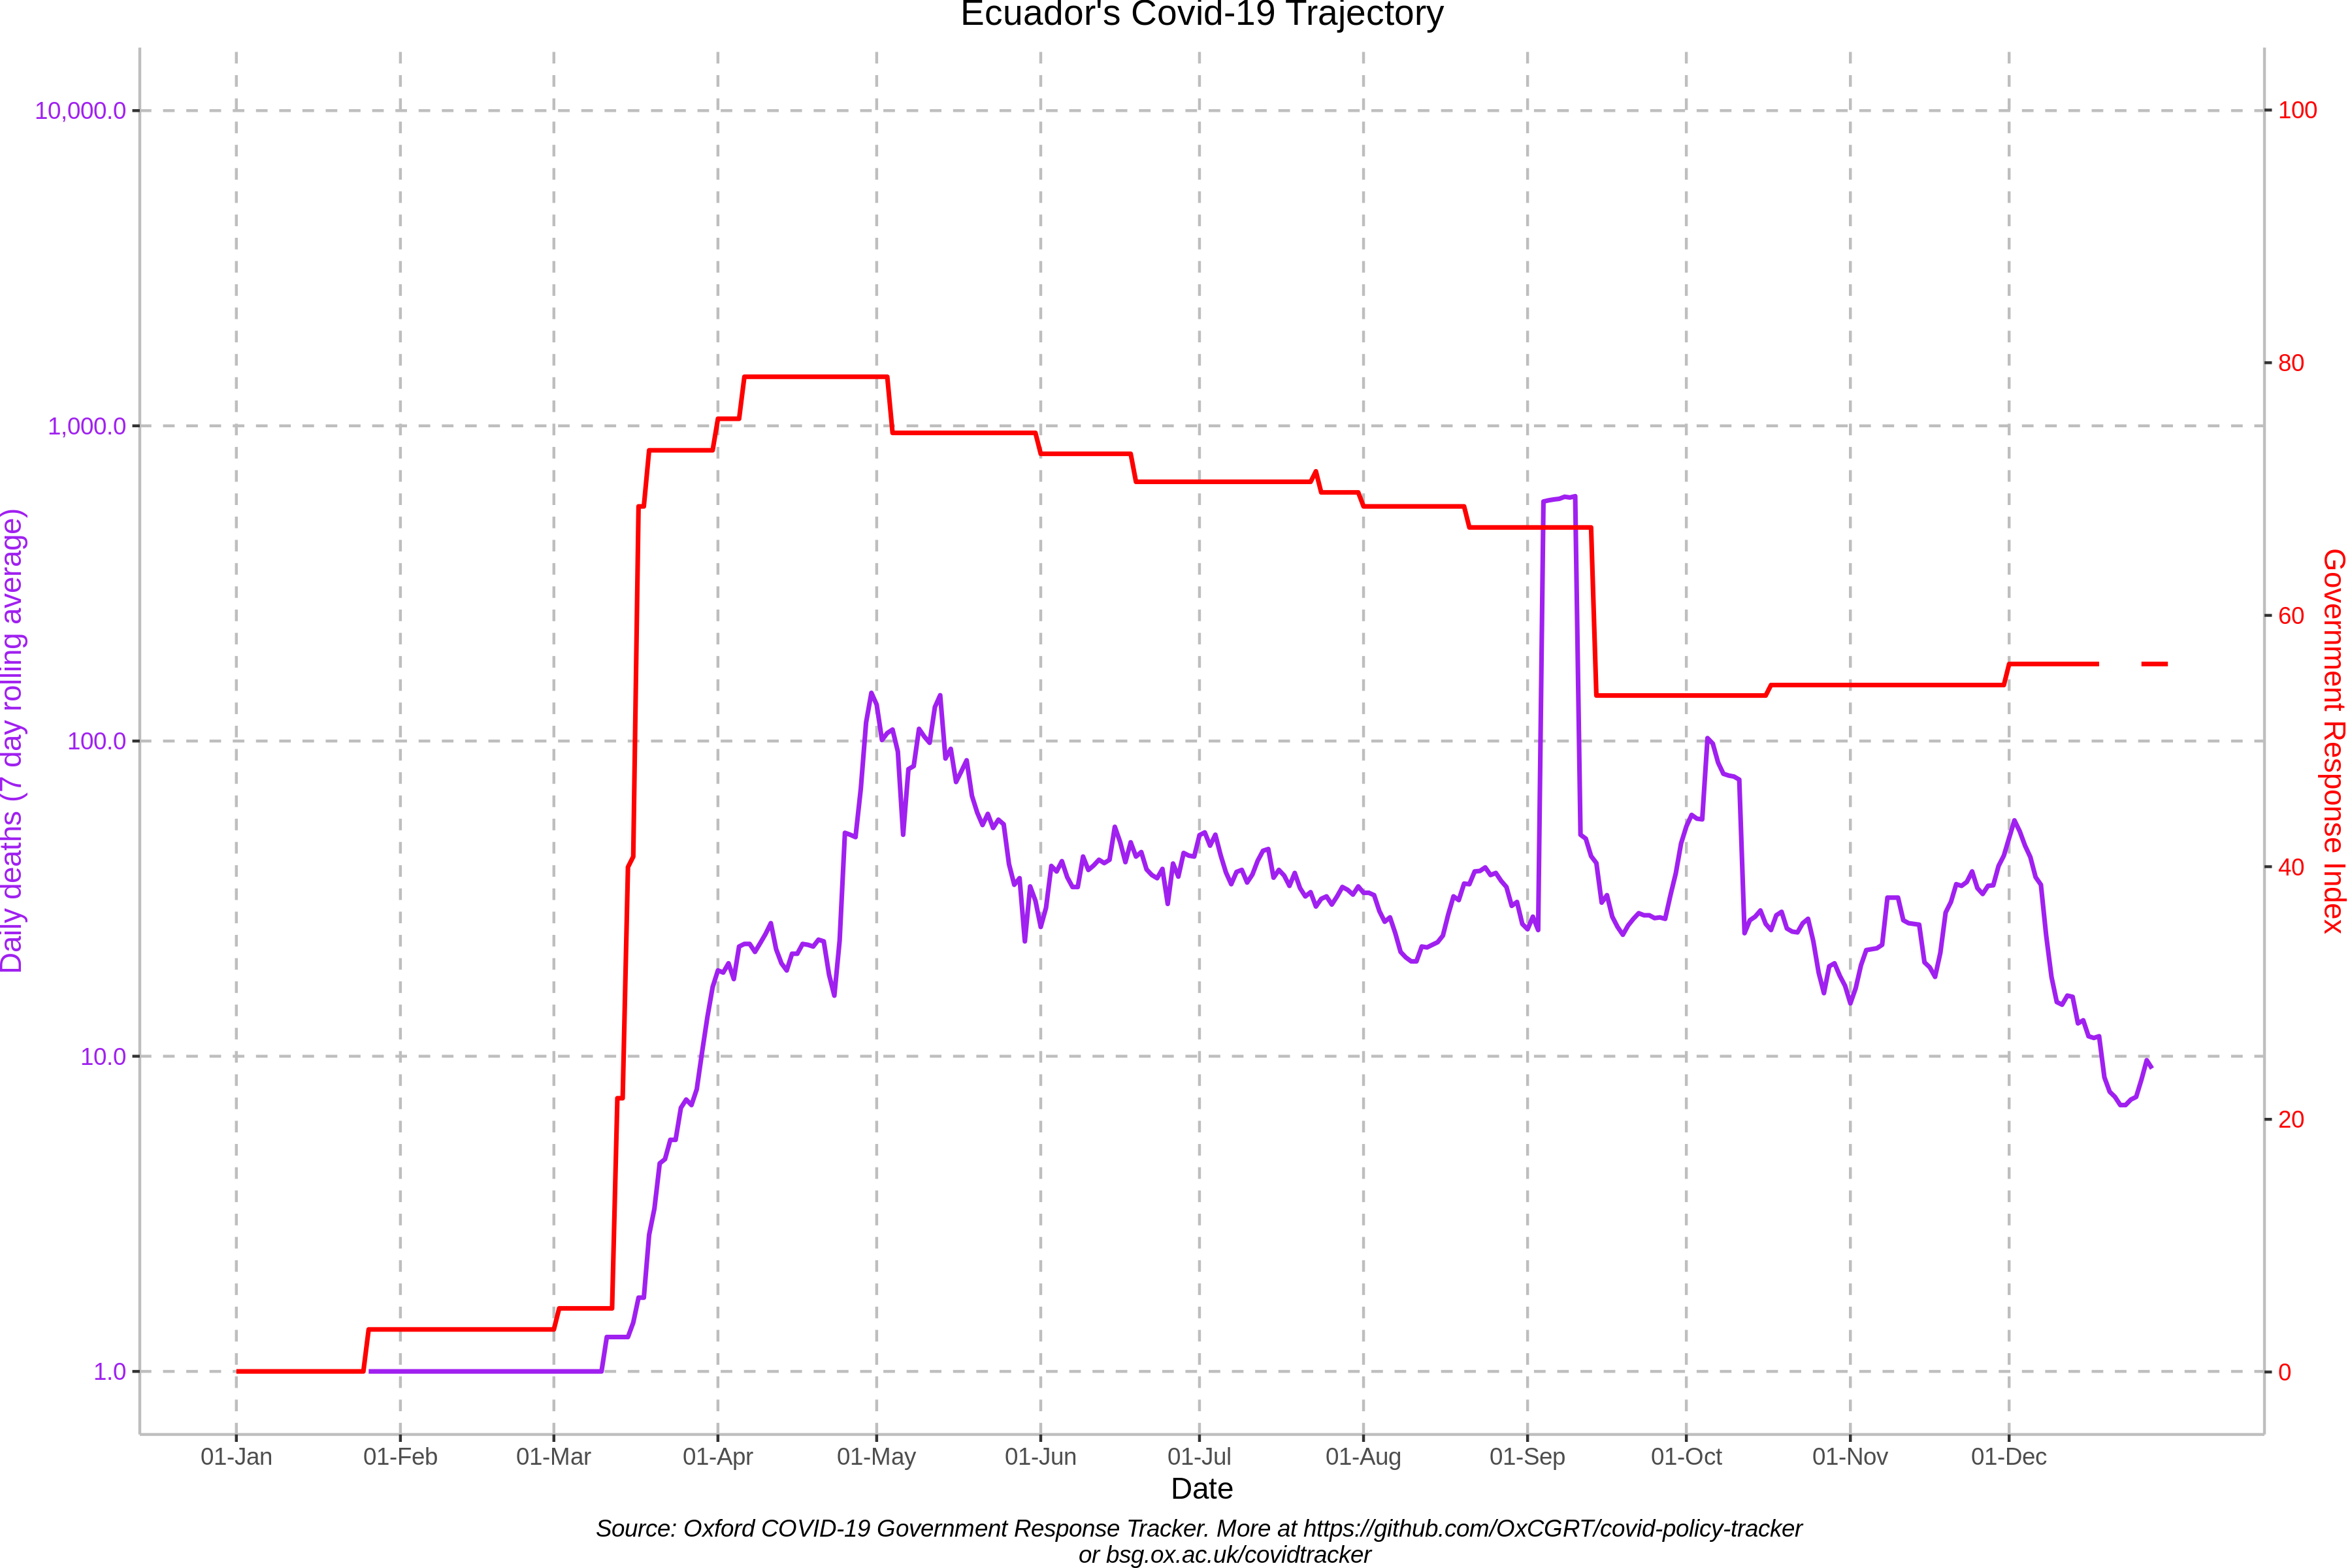 Ecuador's Covid-19 Trajectory
10,000.0
1,000.0
100.0
10.0
1.0
Daily deaths (7 day rolling average)
100
80
60
40
20
0
Government Response Index
01-Jan 01-Feb 01-Mar 01-Apr 01-May 01-Jun 01-Jul 01-Aug 01-Sep 01-Oct 01-Nov 01-Dec
Date
Source: Oxford COVID-19 Government Response Tracker. More at https://github.com/OxCGRT/covid-policy-tracker
or bsg.ox.ac.uk/covidtracker